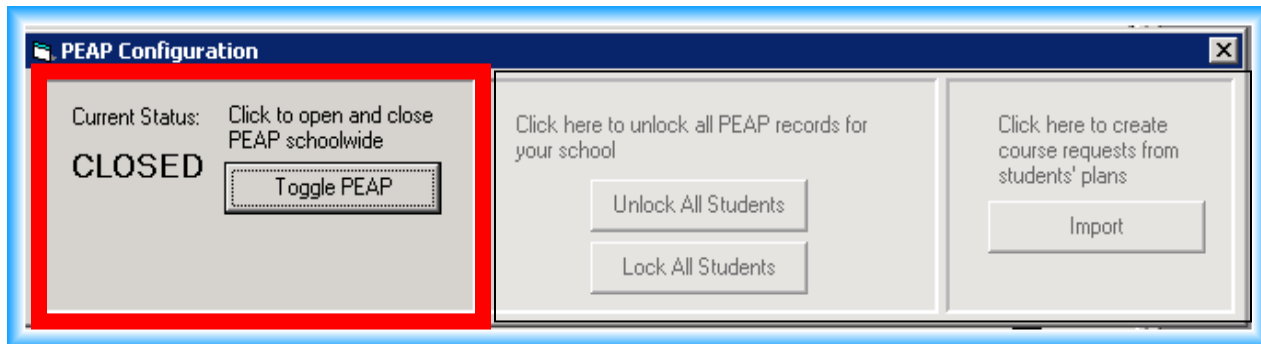 PEAP Configuration
Current Status:
CLOSED
Click to open and close
PEAP schoolwide
Toggle PEAP
Click here to unlock all PEAP records for
your school
Unlock All Students
Lock All Students
Click here to create
course requests from
students' plans
Import